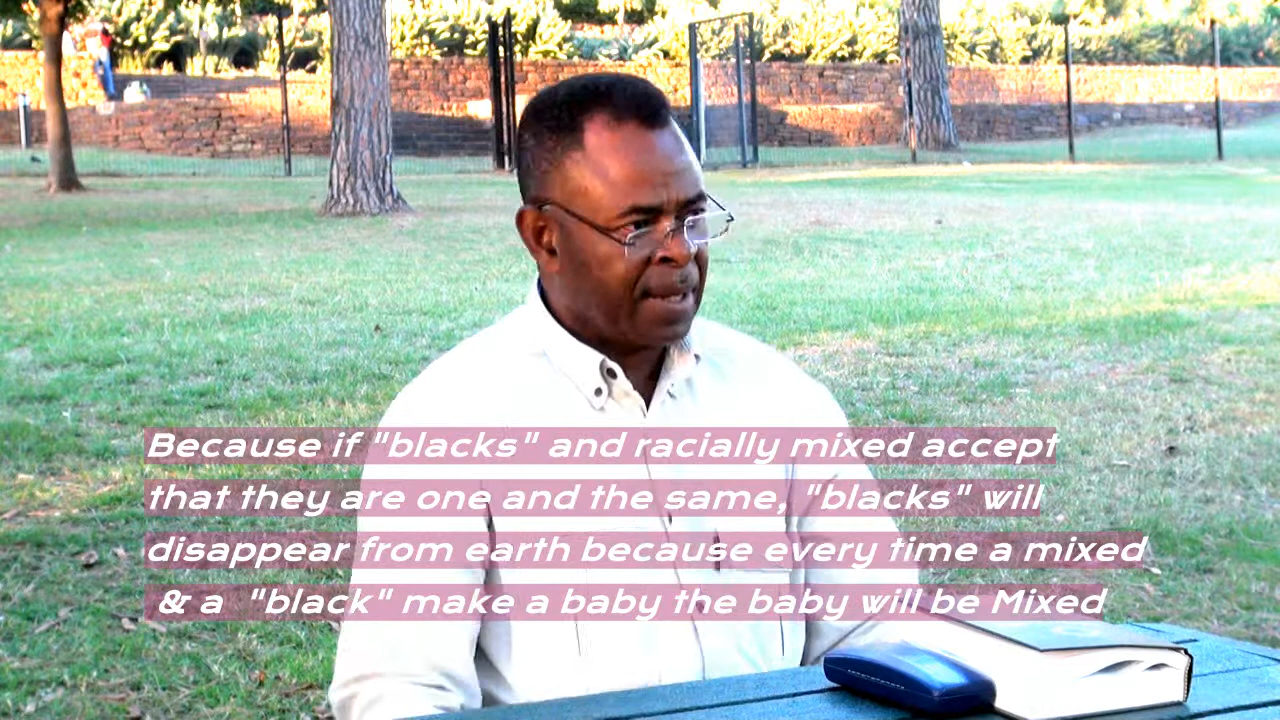 Because if "blacks" and racially mixed accept
that they are one and the same, "blacks" will
disappear from earth because every time a mixed
& a "black" make a baby the baby will be Mixed